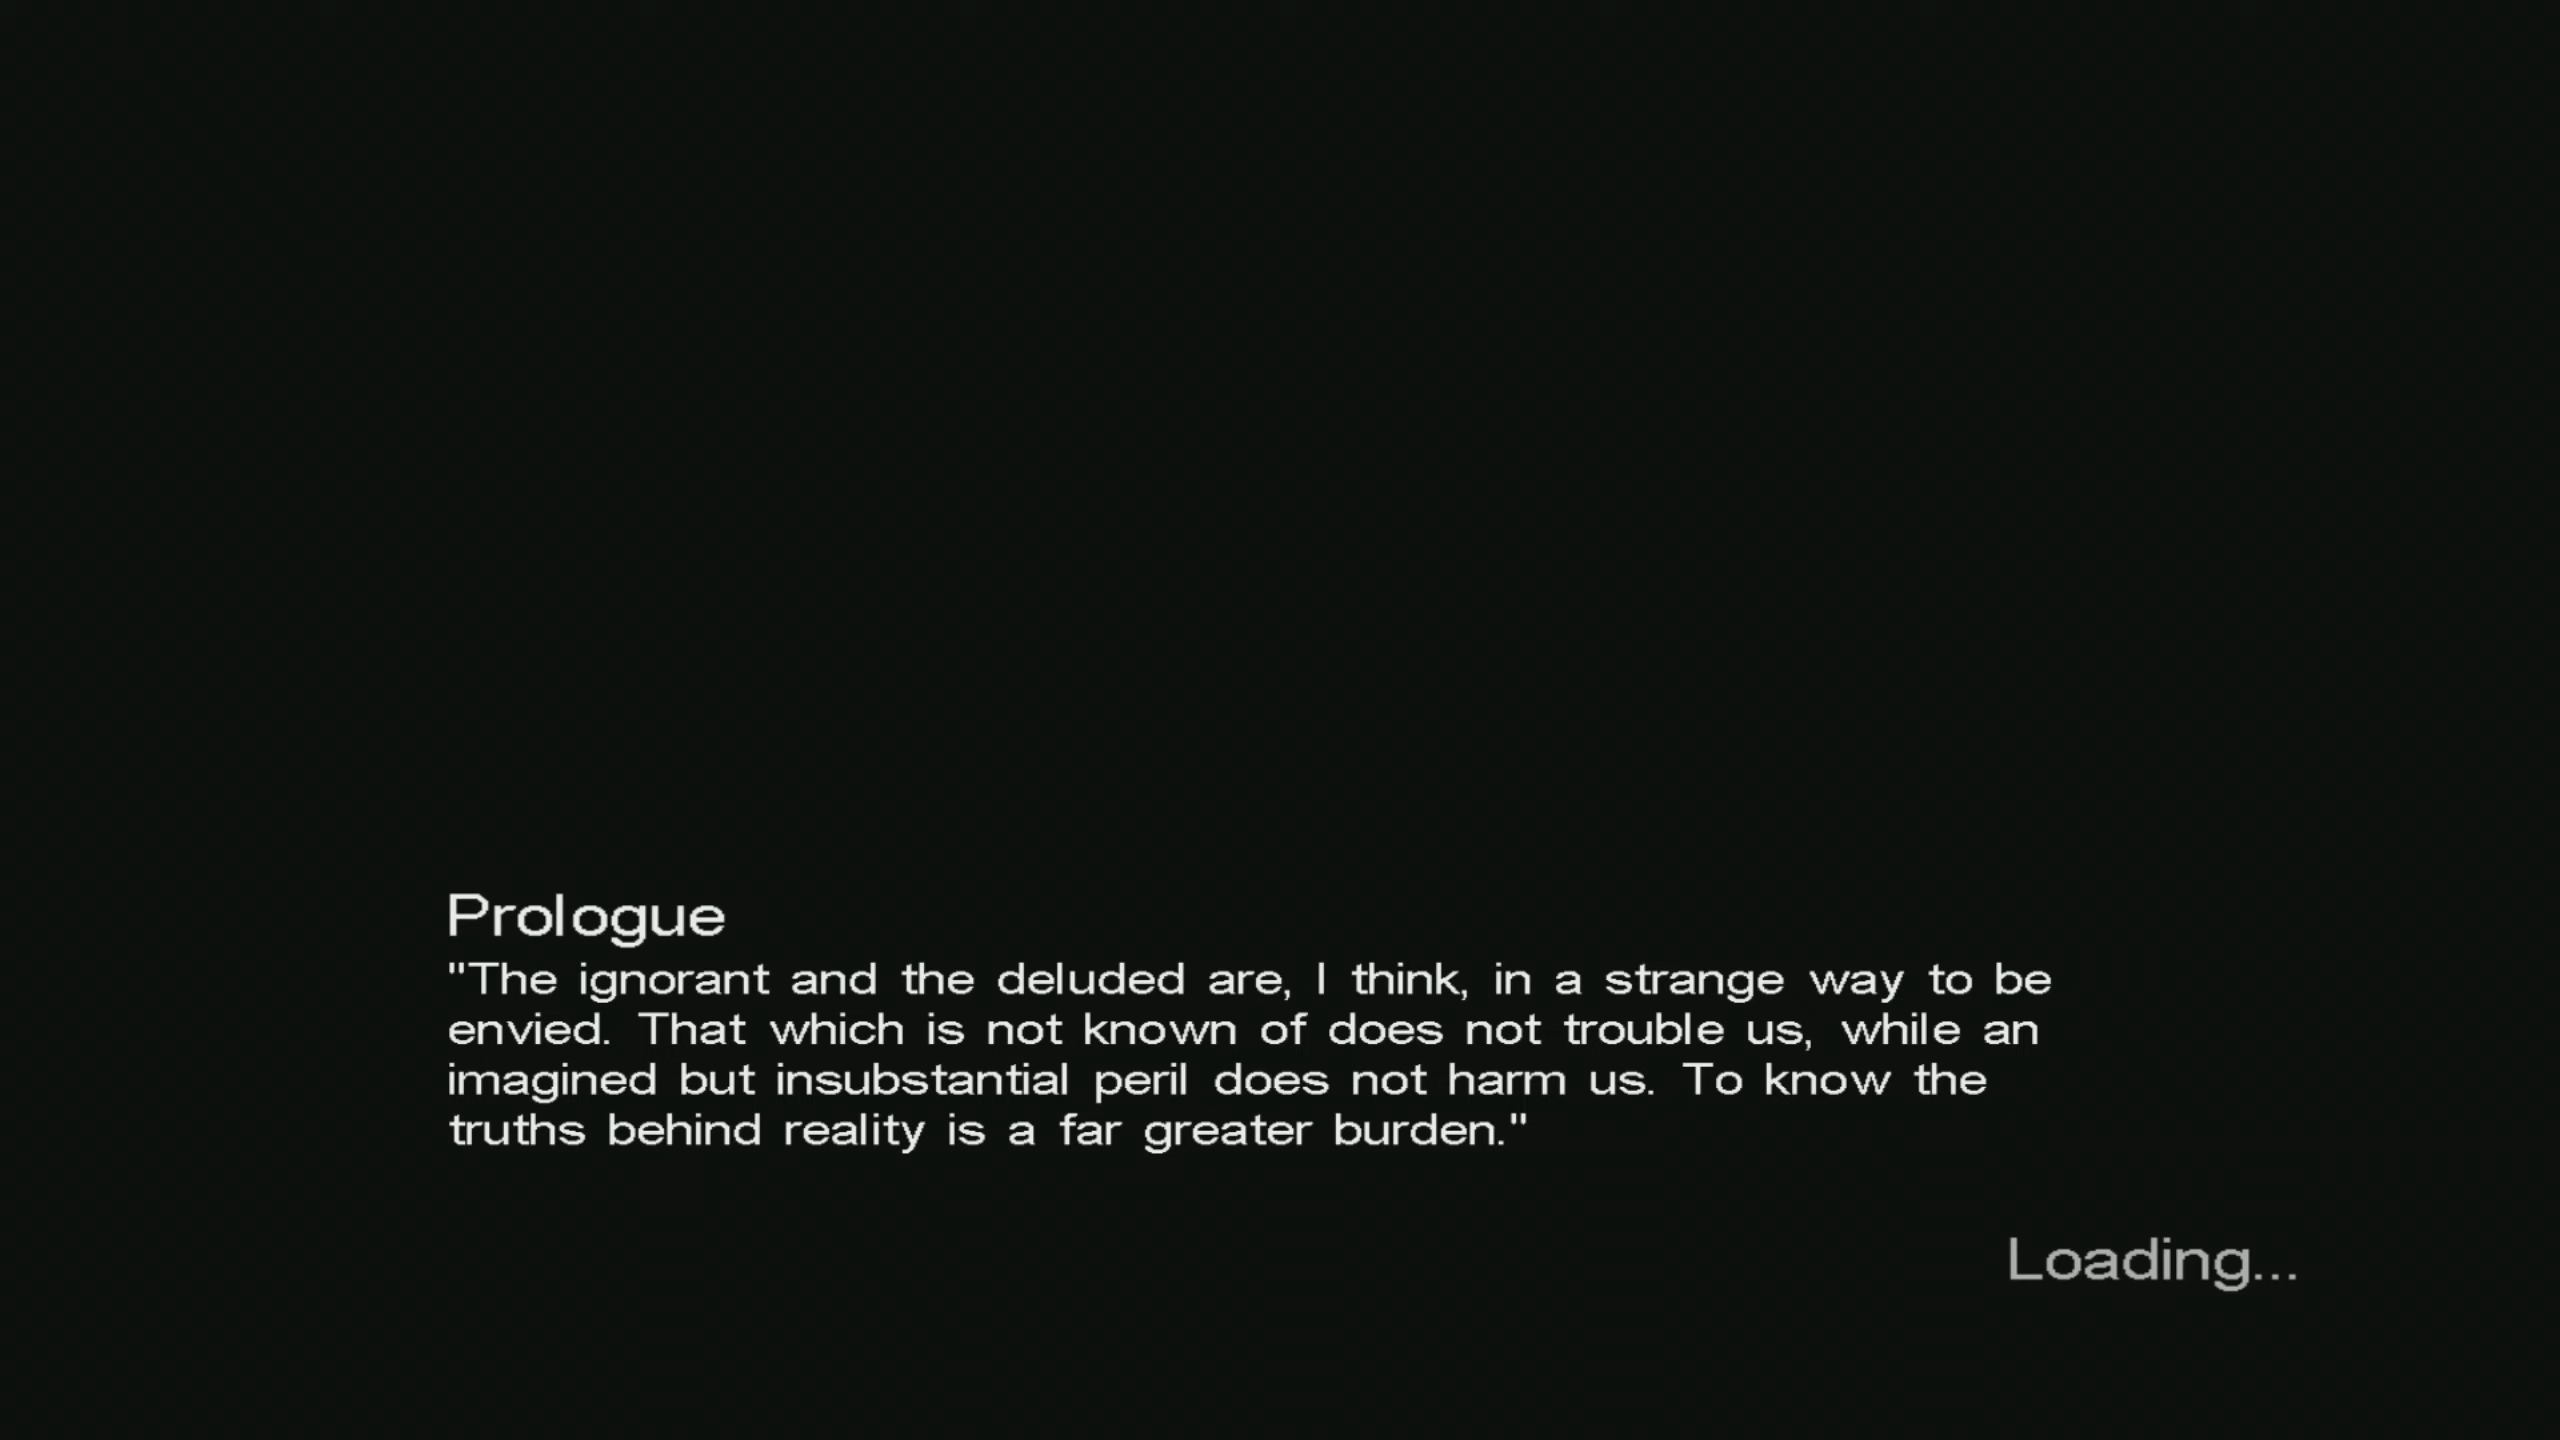 Prologue
"The ignorant and the deluded are, I think, in a strange way to be
envied. That which is not known of does not trouble us, while an
imagined but insubstantial peril does not harm us. To know the
truths behind reality is a far greater burden."
Loading...